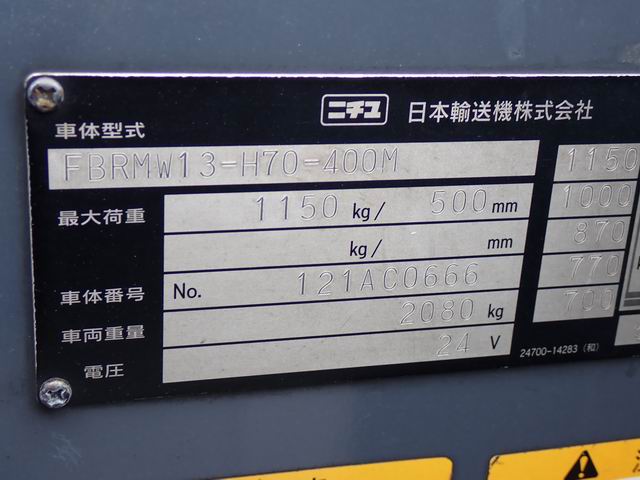 ニチユ 日本輸送機株式会社
車体型式
FBRMW13-H70-400M 1150
最大荷重 1150 kg/ 500 mm 1000
kg/ mm 870
車体番号 No. 121AC0666 770
車両重量 2080 kg 700
電圧 24 V 24700-14283 (和)